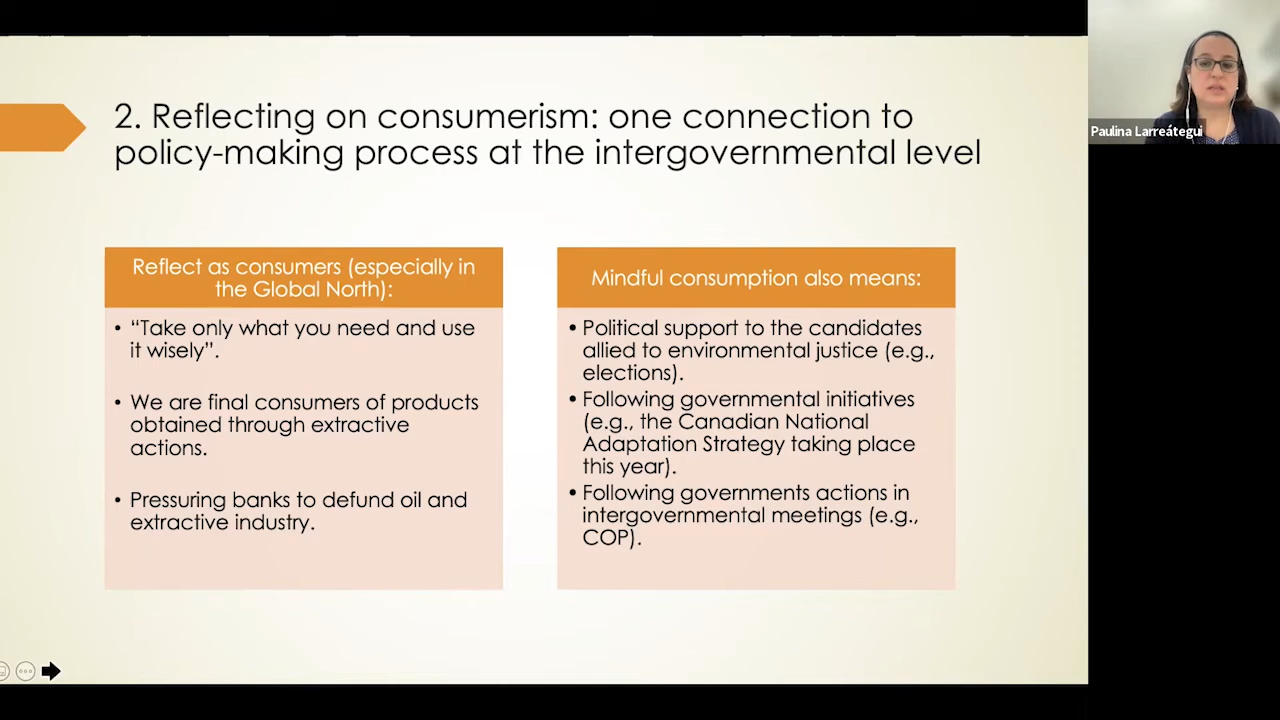 2. Reflecting on consumerism: one connection to
policy-making process at the intergovernmental level
Reflect as consumers (especially in
the Global North):
• “Take only what you need and use
it wisely”.
• We are final consumers of products
obtained through extractive
actions.
• Pressuring banks to defund oil and
extractive industry.
Mindful consumption also means:
• Political support to the candidates
allied to environmental justice (e.g.,
elections).
• Following governmental initiatives
(e.g., the Canadian National
Adaptation Strategy taking place
this year).
• Following governments actions in
intergovernmental meetings (e.g.,
COP).
Paulina Larreátegui